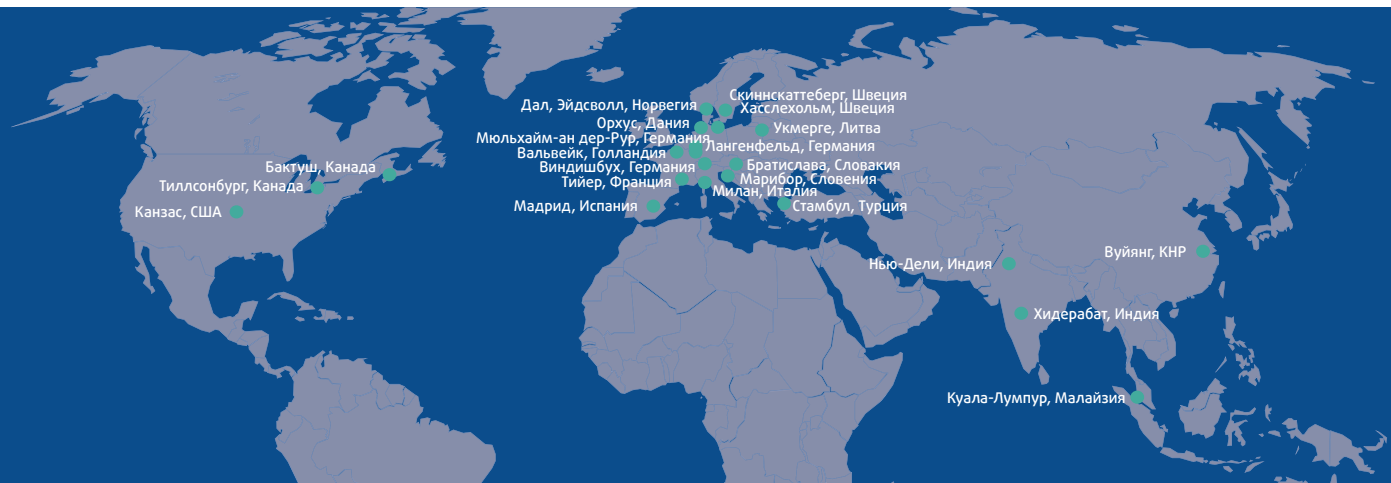 Скиннскаттеберг, Швеция
Дал, Эйдсволл, Норвегия
Хасслехольм, Швеция
Орхус, Дания
Укмерге, Литва
Мюльхайм-ан дер-Рур, Германия
Лангенфельд, Германия
Вальвейк, Голландия
Виндишбух, Германия
Братислава, Словакия
Бактуш, Канада
Тийер, Франция
Марибор, Словения
Тиллсонбург, Канада
Милан, Италия
Мадрид, Испания
Стамбул, Турция
Канзас, США
Вуйянг, КНР
Нью-Дели, Индия
Хидерабат, Индия
Куала-Лумпур, Малайзия